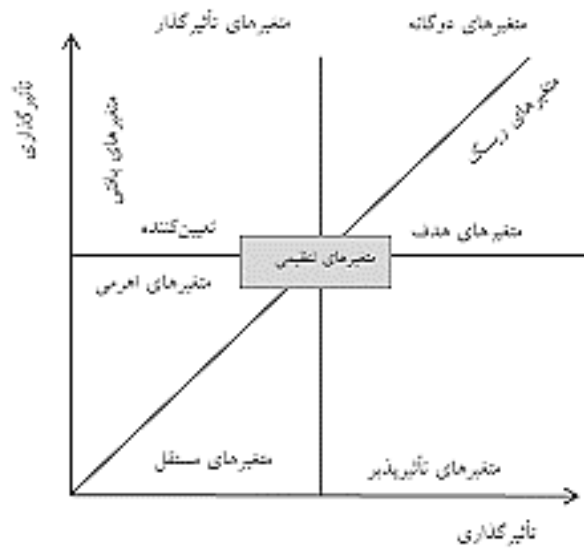 متغیرهای دوگانه
متغیرهای تأثیرگذار
متغیرهای ریسک
تأثیرگذاری
متغیرهای بافتی
متغیرهای هدف
تعیین‌کننده
متغیرهای تنظیمی
متغیرهای اهرمی
متغیرهای تأثیرپذیر
متغیرهای مستقل
تأثیرگذاری